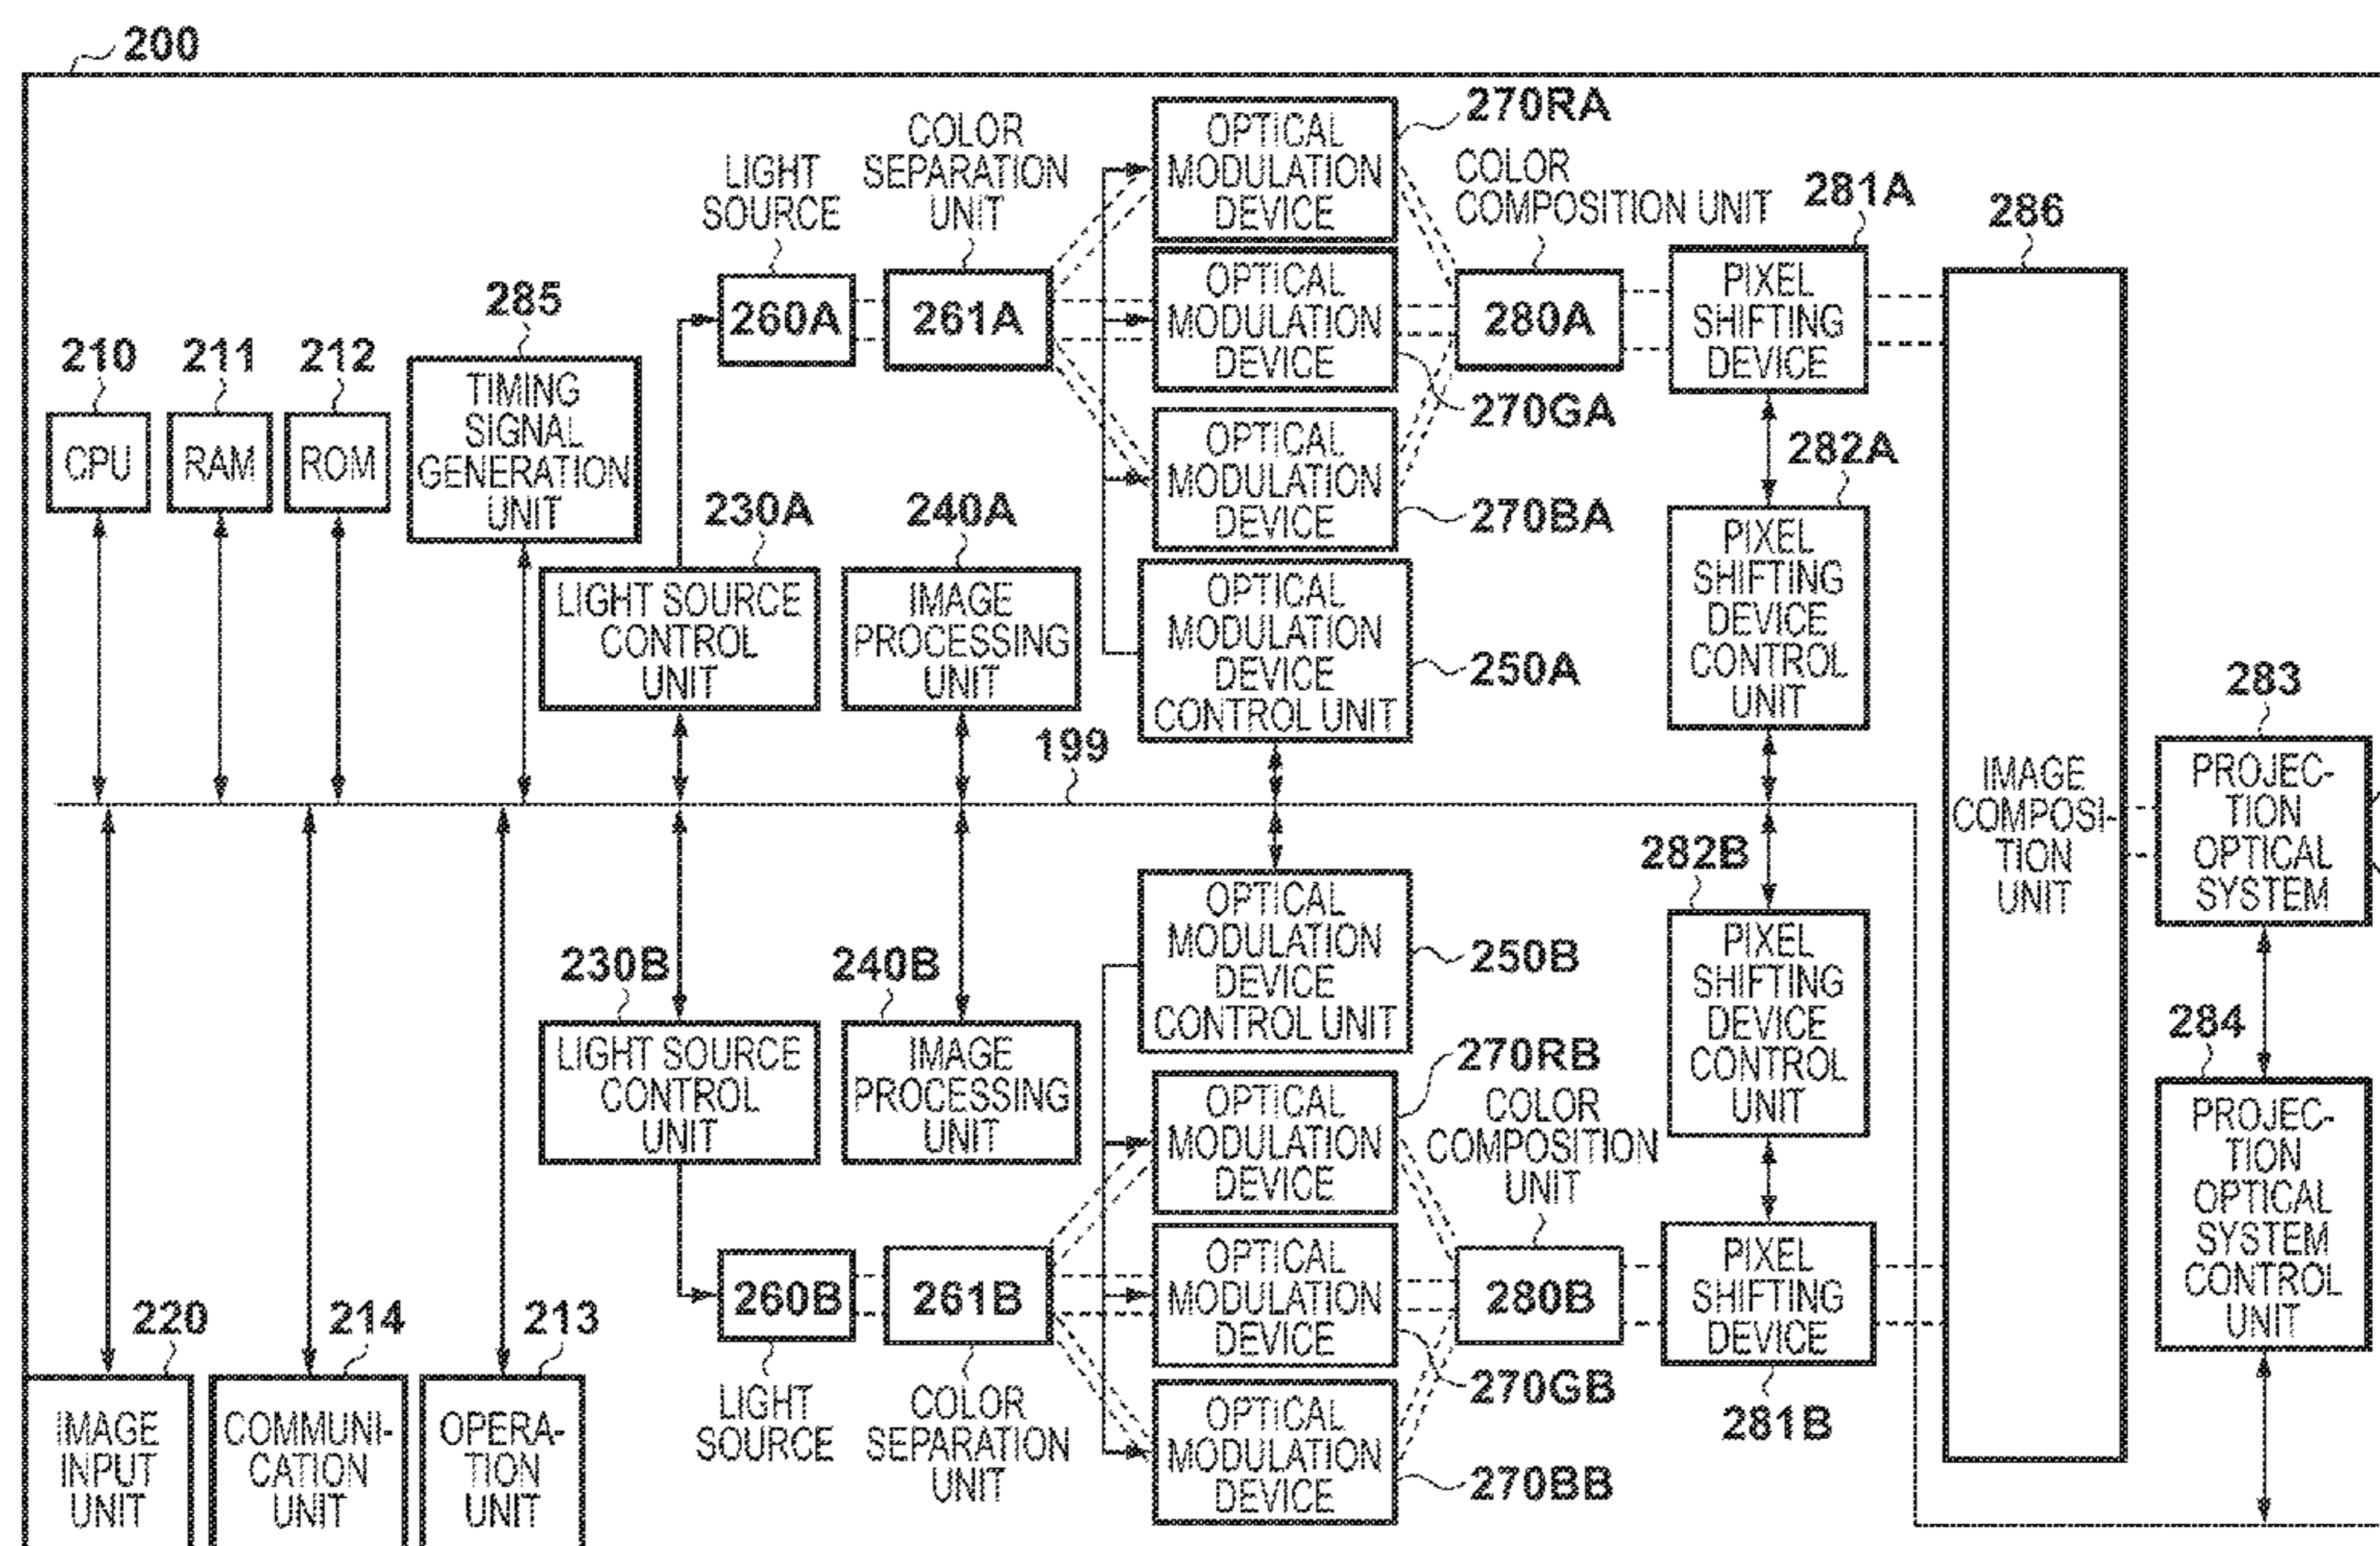 200
270RA
OPTICAL
MODULATION
DEVICE
COLOR
SEPARATION
UNIT
LIGHT
SOURCE
COLOR
COMPOSITION UNIT
281A
286
285
260A
261A
OPTICAL
MODULATION
DEVICE
280A
PIXEL
SHIFTING
DEVICE
210
211
212
TIMING
SIGNAL
GENERATION
UNIT
270GA
CPU
RAM
ROM
OPTICAL
MODULATION
DEVICE
282A
230A
240A
270BA
PIXEL
SHIFTING
DEVICE
CONTROL
UNIT
LIGHT SOURCE
CONTROL
UNIT
IMAGE
PROCESSING
UNIT
OPTICAL
MODULATION
DEVICE
CONTROL UNIT
250A
283
199
IMAGE
COMPOSI-
TION
UNIT
PROJEC-
TION
OPTICAL
SYSTEM
282B
230B
240B
OPTICAL
MODULATION
DEVICE
CONTROL UNIT
250B
PIXEL
SHIFTING
DEVICE
CONTROL
UNIT
284
LIGHT SOURCE
CONTROL
UNIT
IMAGE
PROCESSING
UNIT
270RB
COLOR
COMPOSITION
UNIT
OPTICAL
MODULATION
DEVICE
PROJEC-
TION
OPTICAL
SYSTEM
CONTROL
UNIT
260B
261B
OPTICAL
MODULATION
DEVICE
280B
PIXEL
SHIFTING
DEVICE
220
214
213
LIGHT
SOURCE
COLOR
SEPARATION
UNIT
270GB
281B
IMAGE
INPUT
UNIT
COMMUNI-
CATION
UNIT
OPERA-
TION
UNIT
OPTICAL
MODULATION
DEVICE
270BB